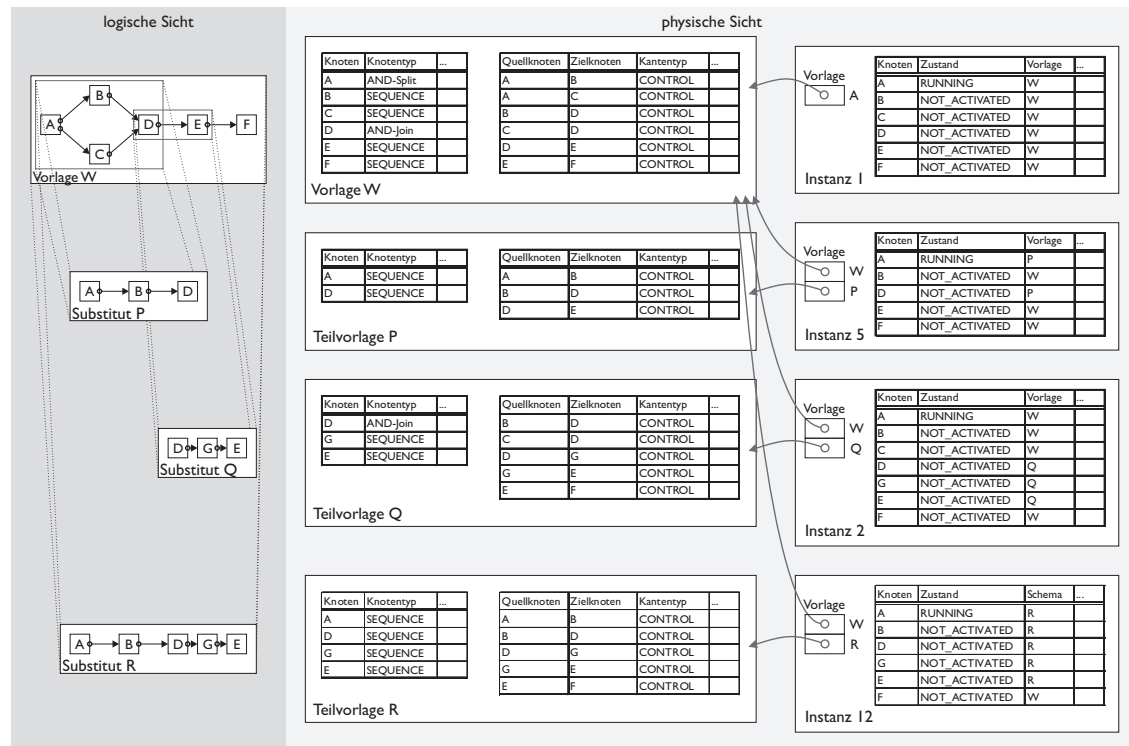 logische Sicht
physische Sicht
A
B
C
D
E
F
Vorlage W
A B D
Substitut P
D G E
Substitut Q
A B D G E
Substitut R
Knoten Knotentyp ...
A AND-Split
B SEQUENCE
C SEQUENCE
D AND-Join
E SEQUENCE
F SEQUENCE
Quellknoten Zielknoten Kantentyp ...
A B CONTROL
A C CONTROL
B D CONTROL
C D CONTROL
D E CONTROL
E F CONTROL
Vorlage W
Vorlage
A
Knoten Zustand Vorlage ...
A RUNNING W
B NOT_ACTIVATED W
C NOT_ACTIVATED W
D NOT_ACTIVATED W
E NOT_ACTIVATED W
F NOT_ACTIVATED W
Instanz 1
Knoten Knotentyp ...
A SEQUENCE
D SEQUENCE
Quellknoten Zielknoten Kantentyp ...
A B CONTROL
B D CONTROL
D E CONTROL
Teilvorlage P
Vorlage
W
P
Knoten Zustand Vorlage ...
A RUNNING P
B NOT_ACTIVATED W
D NOT_ACTIVATED P
E NOT_ACTIVATED W
F NOT_ACTIVATED W
Instanz 5
Knoten Knotentyp ...
D AND-Join
G SEQUENCE
E SEQUENCE
Quellknoten Zielknoten Kantentyp ...
B D CONTROL
C D CONTROL
D G CONTROL
G E CONTROL
E F CONTROL
Teilvorlage Q
Vorlage
W
Q
Knoten Zustand Vorlage ...
A RUNNING W
B NOT_ACTIVATED W
C NOT_ACTIVATED W
D NOT_ACTIVATED Q
G NOT_ACTIVATED Q
E NOT_ACTIVATED Q
F NOT_ACTIVATED W
Instanz 2
Knoten Knotentyp ...
A SEQUENCE
D SEQUENCE
G SEQUENCE
E SEQUENCE
Quellknoten Zielknoten Kantentyp ...
A B CONTROL
B D CONTROL
D G CONTROL
G E CONTROL
E F CONTROL
Teilvorlage R
Vorlage
W
R
Knoten Zustand Schema ...
A RUNNING R
B NOT_ACTIVATED R
D NOT_ACTIVATED R
G NOT_ACTIVATED R
E NOT_ACTIVATED R
F NOT_ACTIVATED W
Instanz 12